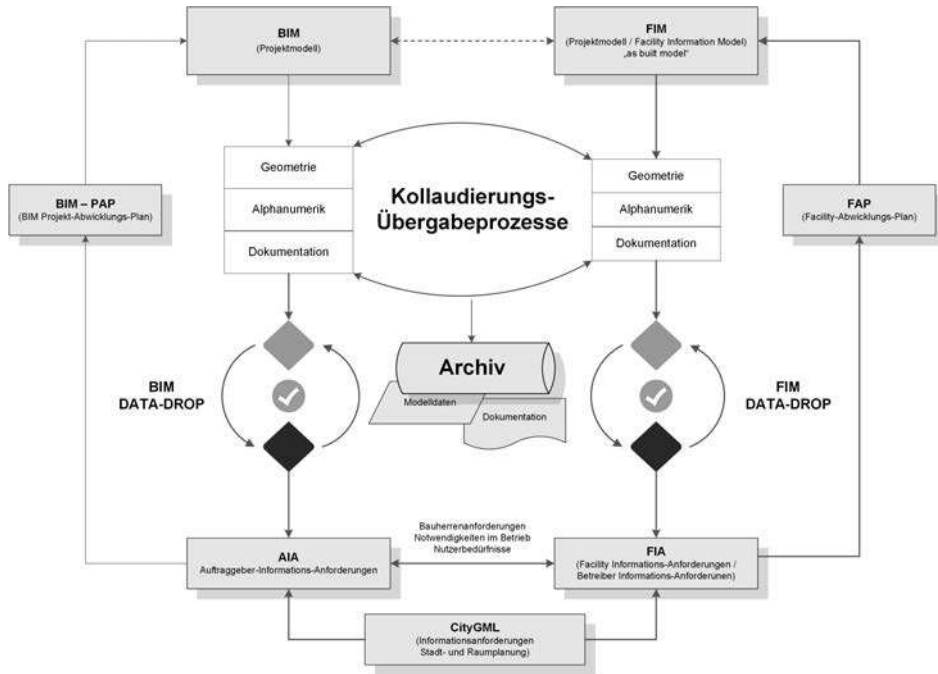 BIM
(Projektmodell)
FIM
(Projektmodell / Facility Information Model)
„as built model“
Geometrie
Alphanumerik
Dokumentation
Kollaudierungs-
Übergabeprozesse
Geometrie
Alphanumerik
Dokumentation
BIM – PAP
(BIM Projekt-Abwicklungs-Plan)
FAP
(Facility-Abwicklungs-Plan)
BIM
DATA-DROP
Archiv
Modelldaten
Dokumentation
FIM
DATA-DROP
Bauherrenanforderungen
Notwendigkeiten im Betrieb
Nutzerbedürfnisse
AIA
Auftraggeber-Informations-Anforderungen
FIA
(Facility Informations-Anforderungen /
Betreiber Informations-Anforderunen)
CityGML
(Informationsanforderungen
Stadt- und Raumplanung)